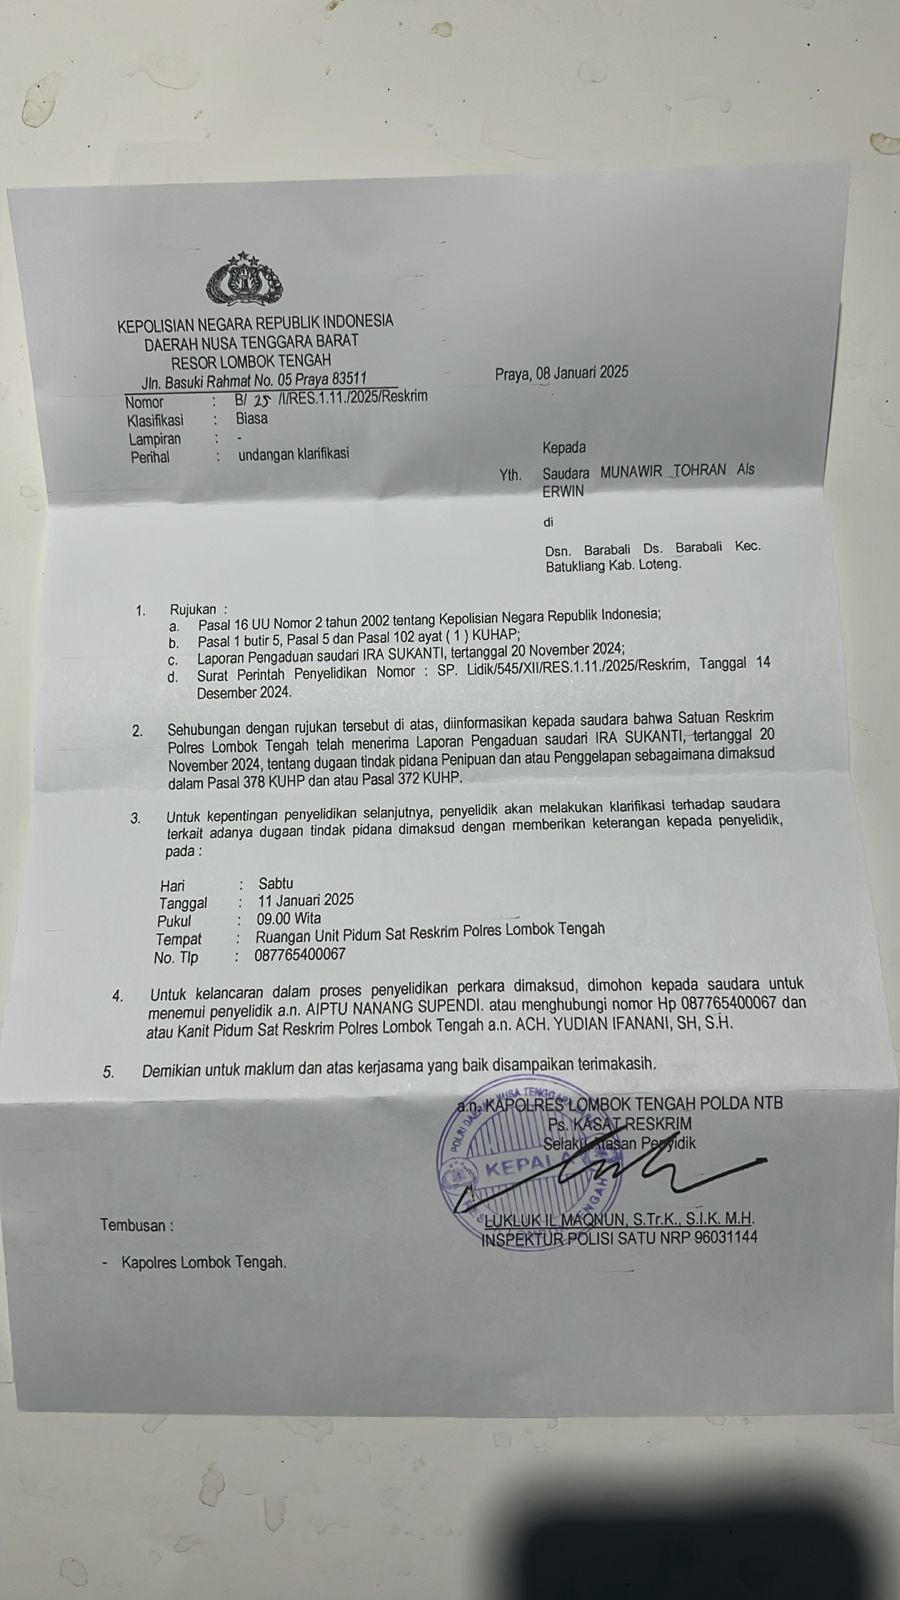 KEPOLISIAN NEGARA REPUBLIK INDONESIA
DAERAH NUSA TENGGARA BARAT
RESOR LOMBOK TENGAH
Jln. Basuki Rahmat No. 05 Praya 83511
Praya, 08 Januari 2025
Nomor : B/ 25 /I/RES.1.11./2025/Reskrim
Klasifikasi : Biasa
Lampiran : -
Perihal : undangan klarifikasi
Kepada
Yth. Saudara MUNAWIR TOHRAN Als
ERWIN
di
Dsn. Barabali Ds. Barabali Kec.
Batukliang Kab. Loteng.
1. Rujukan :
a. Pasal 16 UU Nomor 2 tahun 2002 tentang Kepolisian Negara Republik Indonesia;
b. Pasal 1 butir 5, Pasal 5 dan Pasal 102 ayat ( 1 ) KUHAP;
c. Laporan Pengaduan saudari IRA SUKANTI, tertanggal 20 November 2024;
d. Surat Perintah Penyelidikan Nomor : SP. Lidik/545/XII/RES.1.11./2025/Reskrim, Tanggal 14
Desember 2024.
2. Sehubungan dengan rujukan tersebut di atas, diinformasikan kepada saudara bahwa Satuan Reskrim
Polres Lombok Tengah telah menerima Laporan Pengaduan saudari IRA SUKANTI, tertanggal 20
November 2024, tentang dugaan tindak pidana Penipuan dan atau Penggelapan sebagaimana dimaksud
dalam Pasal 378 KUHP dan atau Pasal 372 KUHP.
3. Untuk kepentingan penyelidikan selanjutnya, penyelidik akan melakukan klarifikasi terhadap saudara
terkait adanya dugaan tindak pidana dimaksud dengan memberikan keterangan kepada penyelidik,
pada :
Hari : Sabtu
Tanggal : 11 Januari 2025
Pukul : 09.00 Wita
Tempat : Ruangan Unit Pidum Sat Reskrim Polres Lombok Tengah
No. Tlp : 087765400067
4. Untuk kelancaran dalam proses penyelidikan perkara dimaksud, dimohon kepada saudara untuk
menemui penyelidik a.n. AIPTU NANANG SUPENDI. atau menghubungi nomor Hp 087765400067 dan
atau Kanit Pidum Sat Reskrim Polres Lombok Tengah a.n. ACH. YUDIAN IFANANI, SH, S.H.
5. Demikian untuk maklum dan atas kerjasama yang baik disampaikan terimakasih.
a.n. KAPOLRES LOMBOK TENGAH POLDA NTB
Ps. KASAT RESKRIM
Selaku Atasan Penyidik
KEPALA
LUKLUK IL MAQNUN, S.Tr.K., S.I.K. M.H.
INSPEKTUR POLISI SATU NRP 96031144
Tembusan :
- Kapolres Lombok Tengah.